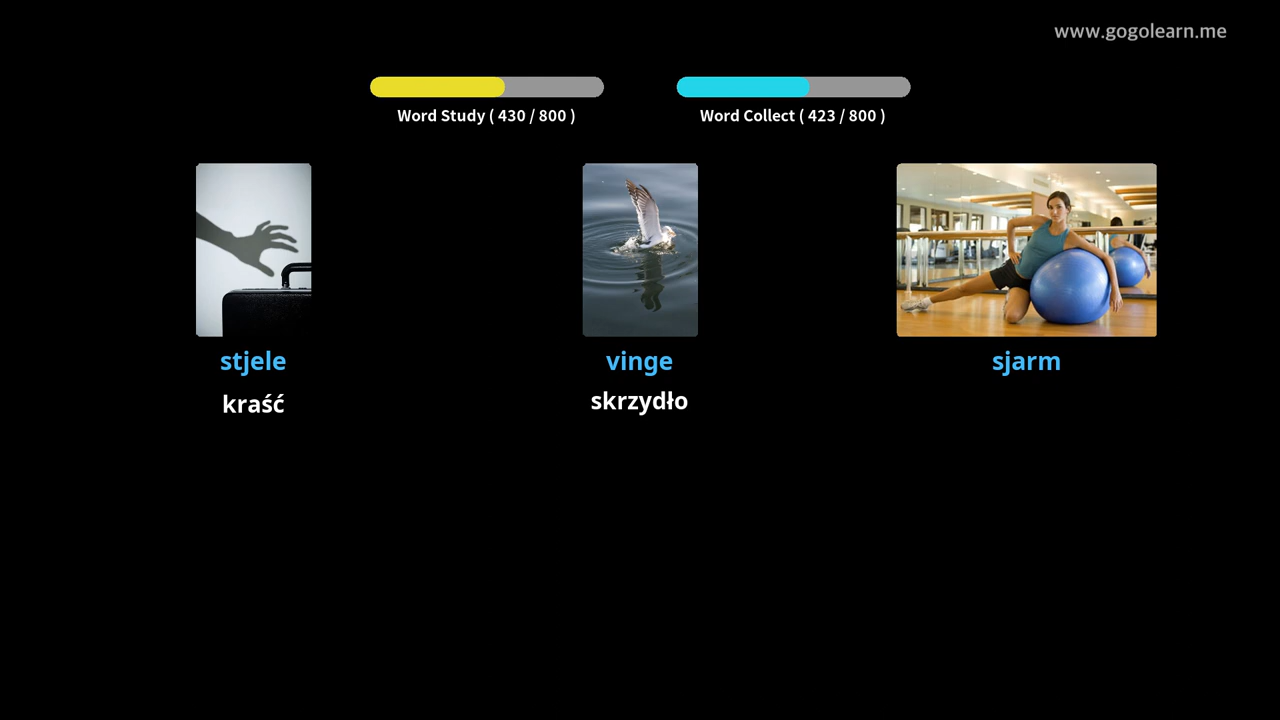 www.gogolearn.me
Word Study ( 430 / 800 )
Word Collect ( 423 / 800 )
stjele
vinge
sjarm
kraść
skrzydło